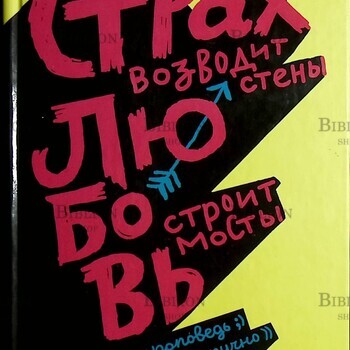 Страх
возводит
стены
Лю
бо
вь
строит
мосты